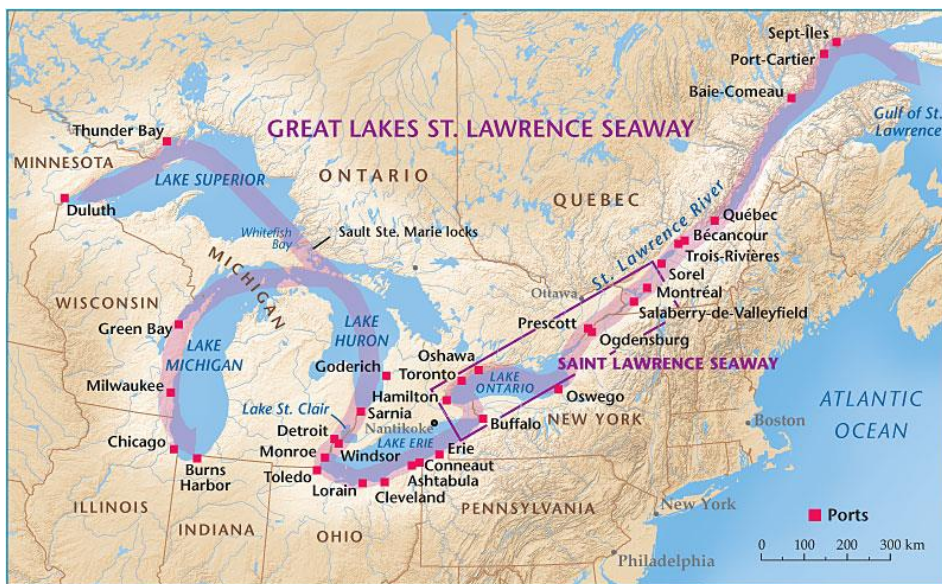 Sept-Îles
Port-Cartier
Baie-Comeau
Gulf of St.
Lawrence
GREAT LAKES ST. LAWRENCE SEAWAY
Thunder Bay
MINNESOTA
LAKE SUPERIOR
ONTARIO
QUEBEC
Duluth
Whitefish
Bay
Sault Ste. Marie locks
St. Lawrence River
Québec
Bécancour
Trois-Rivières
Sorel
Montréal
Salaberry-de-Valleyfield
Ottawa
MICHIGAN
WISCONSIN
Green Bay
LAKE
MICHIGAN
LAKE
HURON
Prescott
Ogdensburg
SAINT LAWRENCE SEAWAY
Goderich
Oshawa
Toronto
Hamilton
LAKE
ONTARIO
Oswego
NEW YORK
Milwaukee
Lake St. Clair
Sarnia
Nantikoke
Buffalo
Boston
ATLANTIC
OCEAN
Chicago
Burns
Harbor
Detroit
Monroe
Windsor
Toledo
LAKE ERIE
Erie
Conneaut
Ashtabula
Lorain
Cleveland
ILLINOIS
INDIANA
OHIO
PENNSYLVANIA
New York
Philadelphia
Ports
0 100 200 300 km